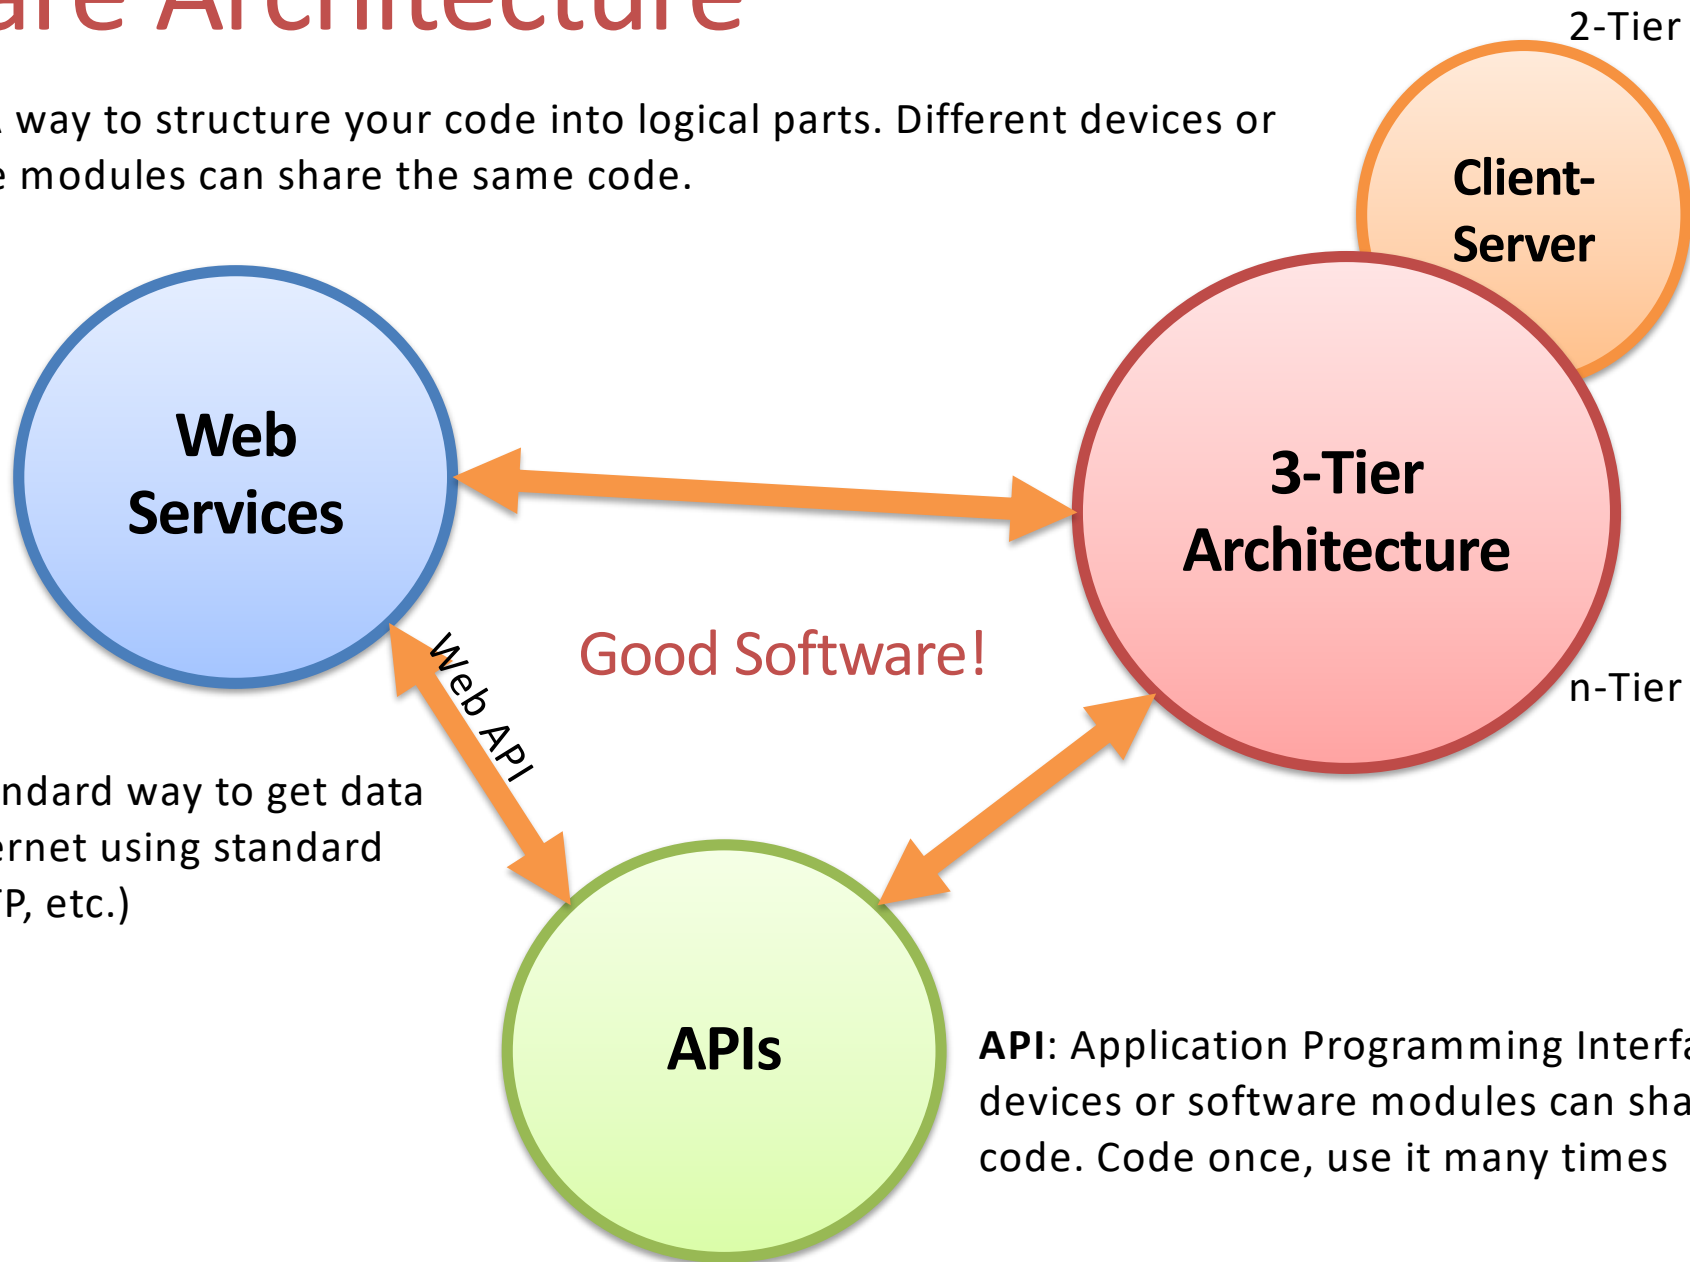 are Architecture
2-Tier
way to structure your code into logical parts. Different devices or
modules can share the same code.
Client-
Server
Web
Services
3-Tier
Architecture
Good Software!
Web API
n-Tier
ndard way to get data
ernet using standard
TP, etc.)
APIs
API: Application Programming Interfa
devices or software modules can sha
code. Code once, use it many times